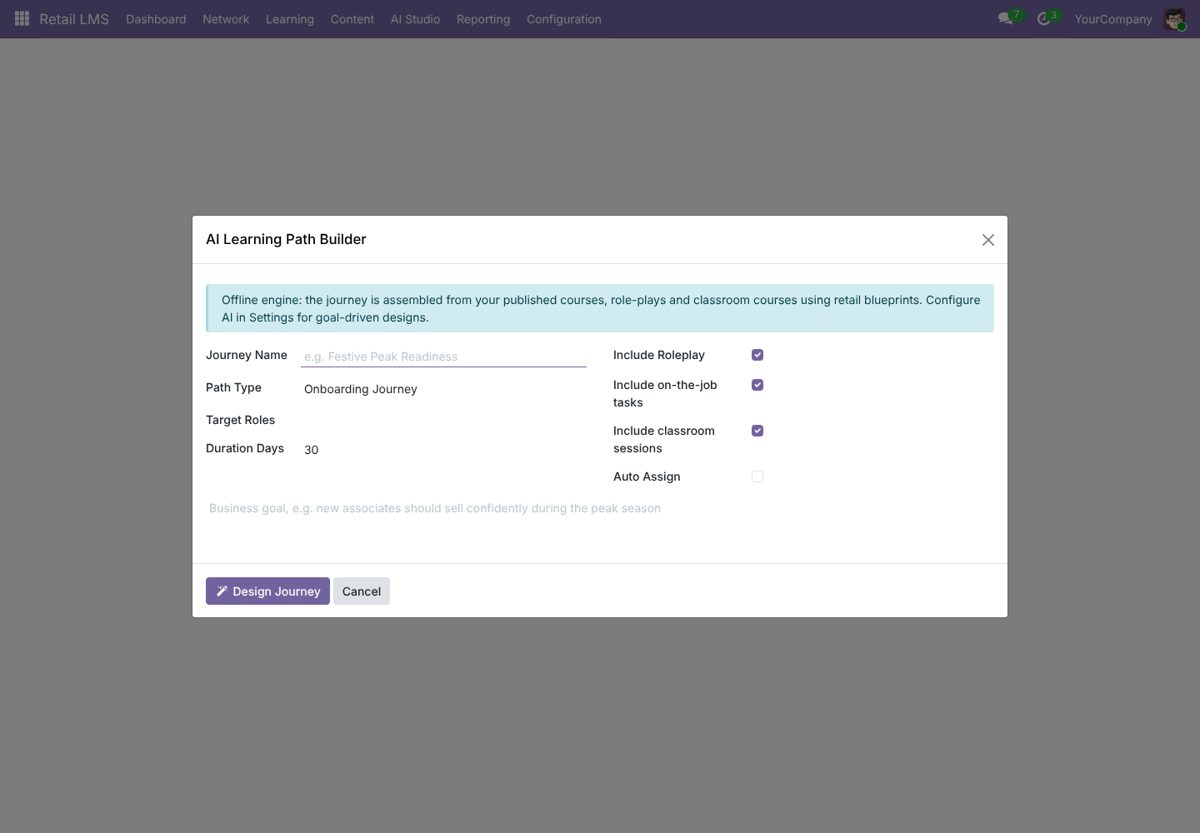 Retail LMS Dashboard Network Learning Content AI Studio Reporting Configuration 7 3 YourCompany
AI Learning Path Builder
Offline engine: the journey is assembled from your published courses, role-plays and classroom courses using retail blueprints. Configure
AI in Settings for goal-driven designs.
Journey Name e.g. Festive Peak Readiness
Path Type Onboarding Journey
Target Roles
Duration Days 30
Include Roleplay
Include on-the-job
tasks
Include classroom
sessions
Auto Assign
Business goal, e.g. new associates should sell confidently during the peak season
Design Journey Cancel